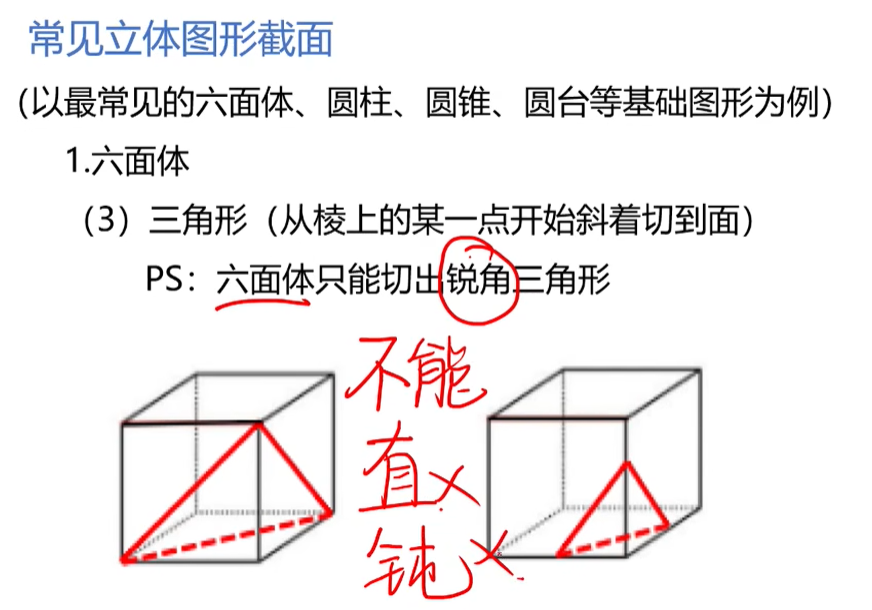 常见立体图形截面
（以最常见的六面体、圆柱、圆锥、圆台等基础图形为例）
1.六面体
（3）三角形（从棱上的某一点开始斜着切到面）
PS：六面体只能切出锐角三角形
不能
直×
钝×